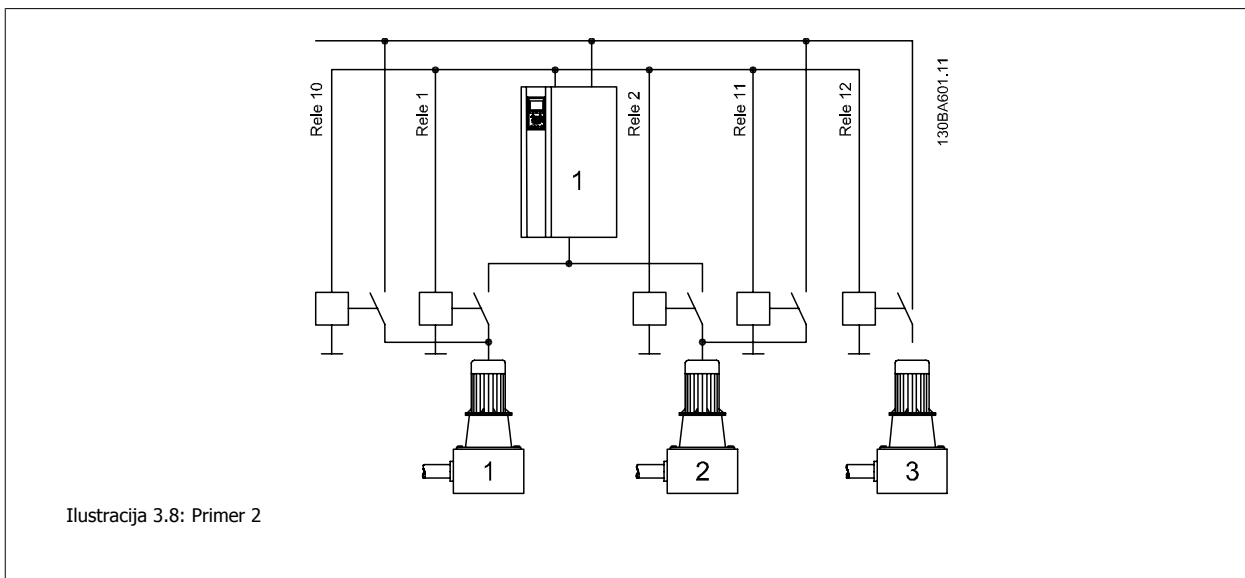 Rele 10
Rele 1
Rele 2
Rele 11
Rele 12
130BA601.11
1
1
2
3
Ilustracija 3.8: Primer 2